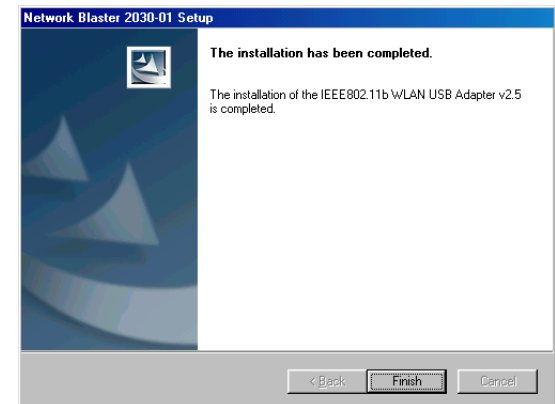 Network Blaster 2030-01 Setup
The installation has been completed.
The installation of the IEEE802.11b WLAN USB Adapter v2.5
is completed.
< Back
Finish
Cancel